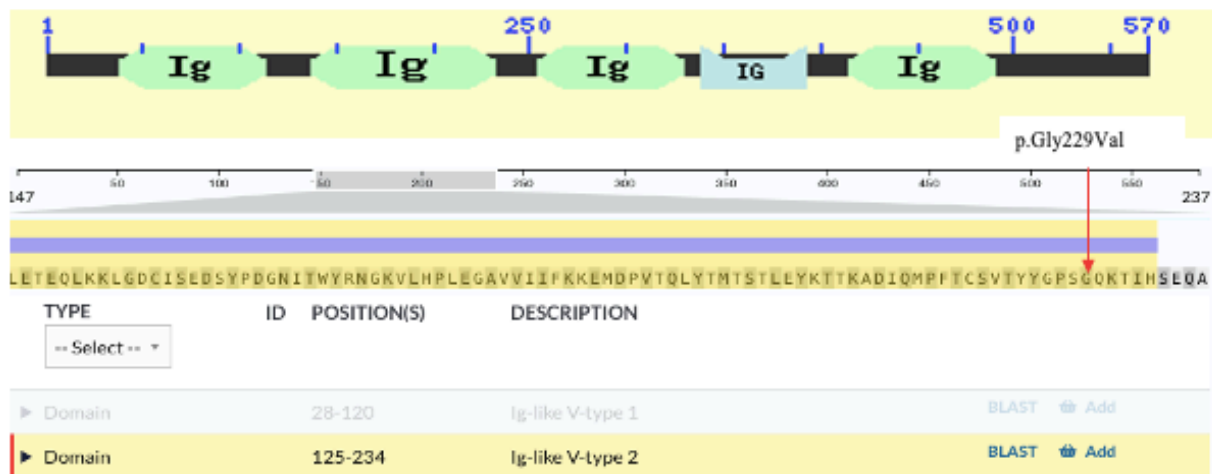 1 250 500 570
Ig Ig Ig IG Ig
p.Gly229Val
50 100 150 200 250 300 350 400 450 500 550
147 237
LETEQLKKLGDCISEDSYPDGNITWYRNGKVLHPLEGAVVIIFKKEMDPVTQLYTMTSTLEYKTTKADIQMPFTCSVTYYGPSGQKTIHSEQA
TYPE ID POSITION(S) DESCRIPTION
-- Select --
Domain 28-120 Ig-like V-type 1 BLAST Add
Domain 125-234 Ig-like V-type 2 BLAST Add